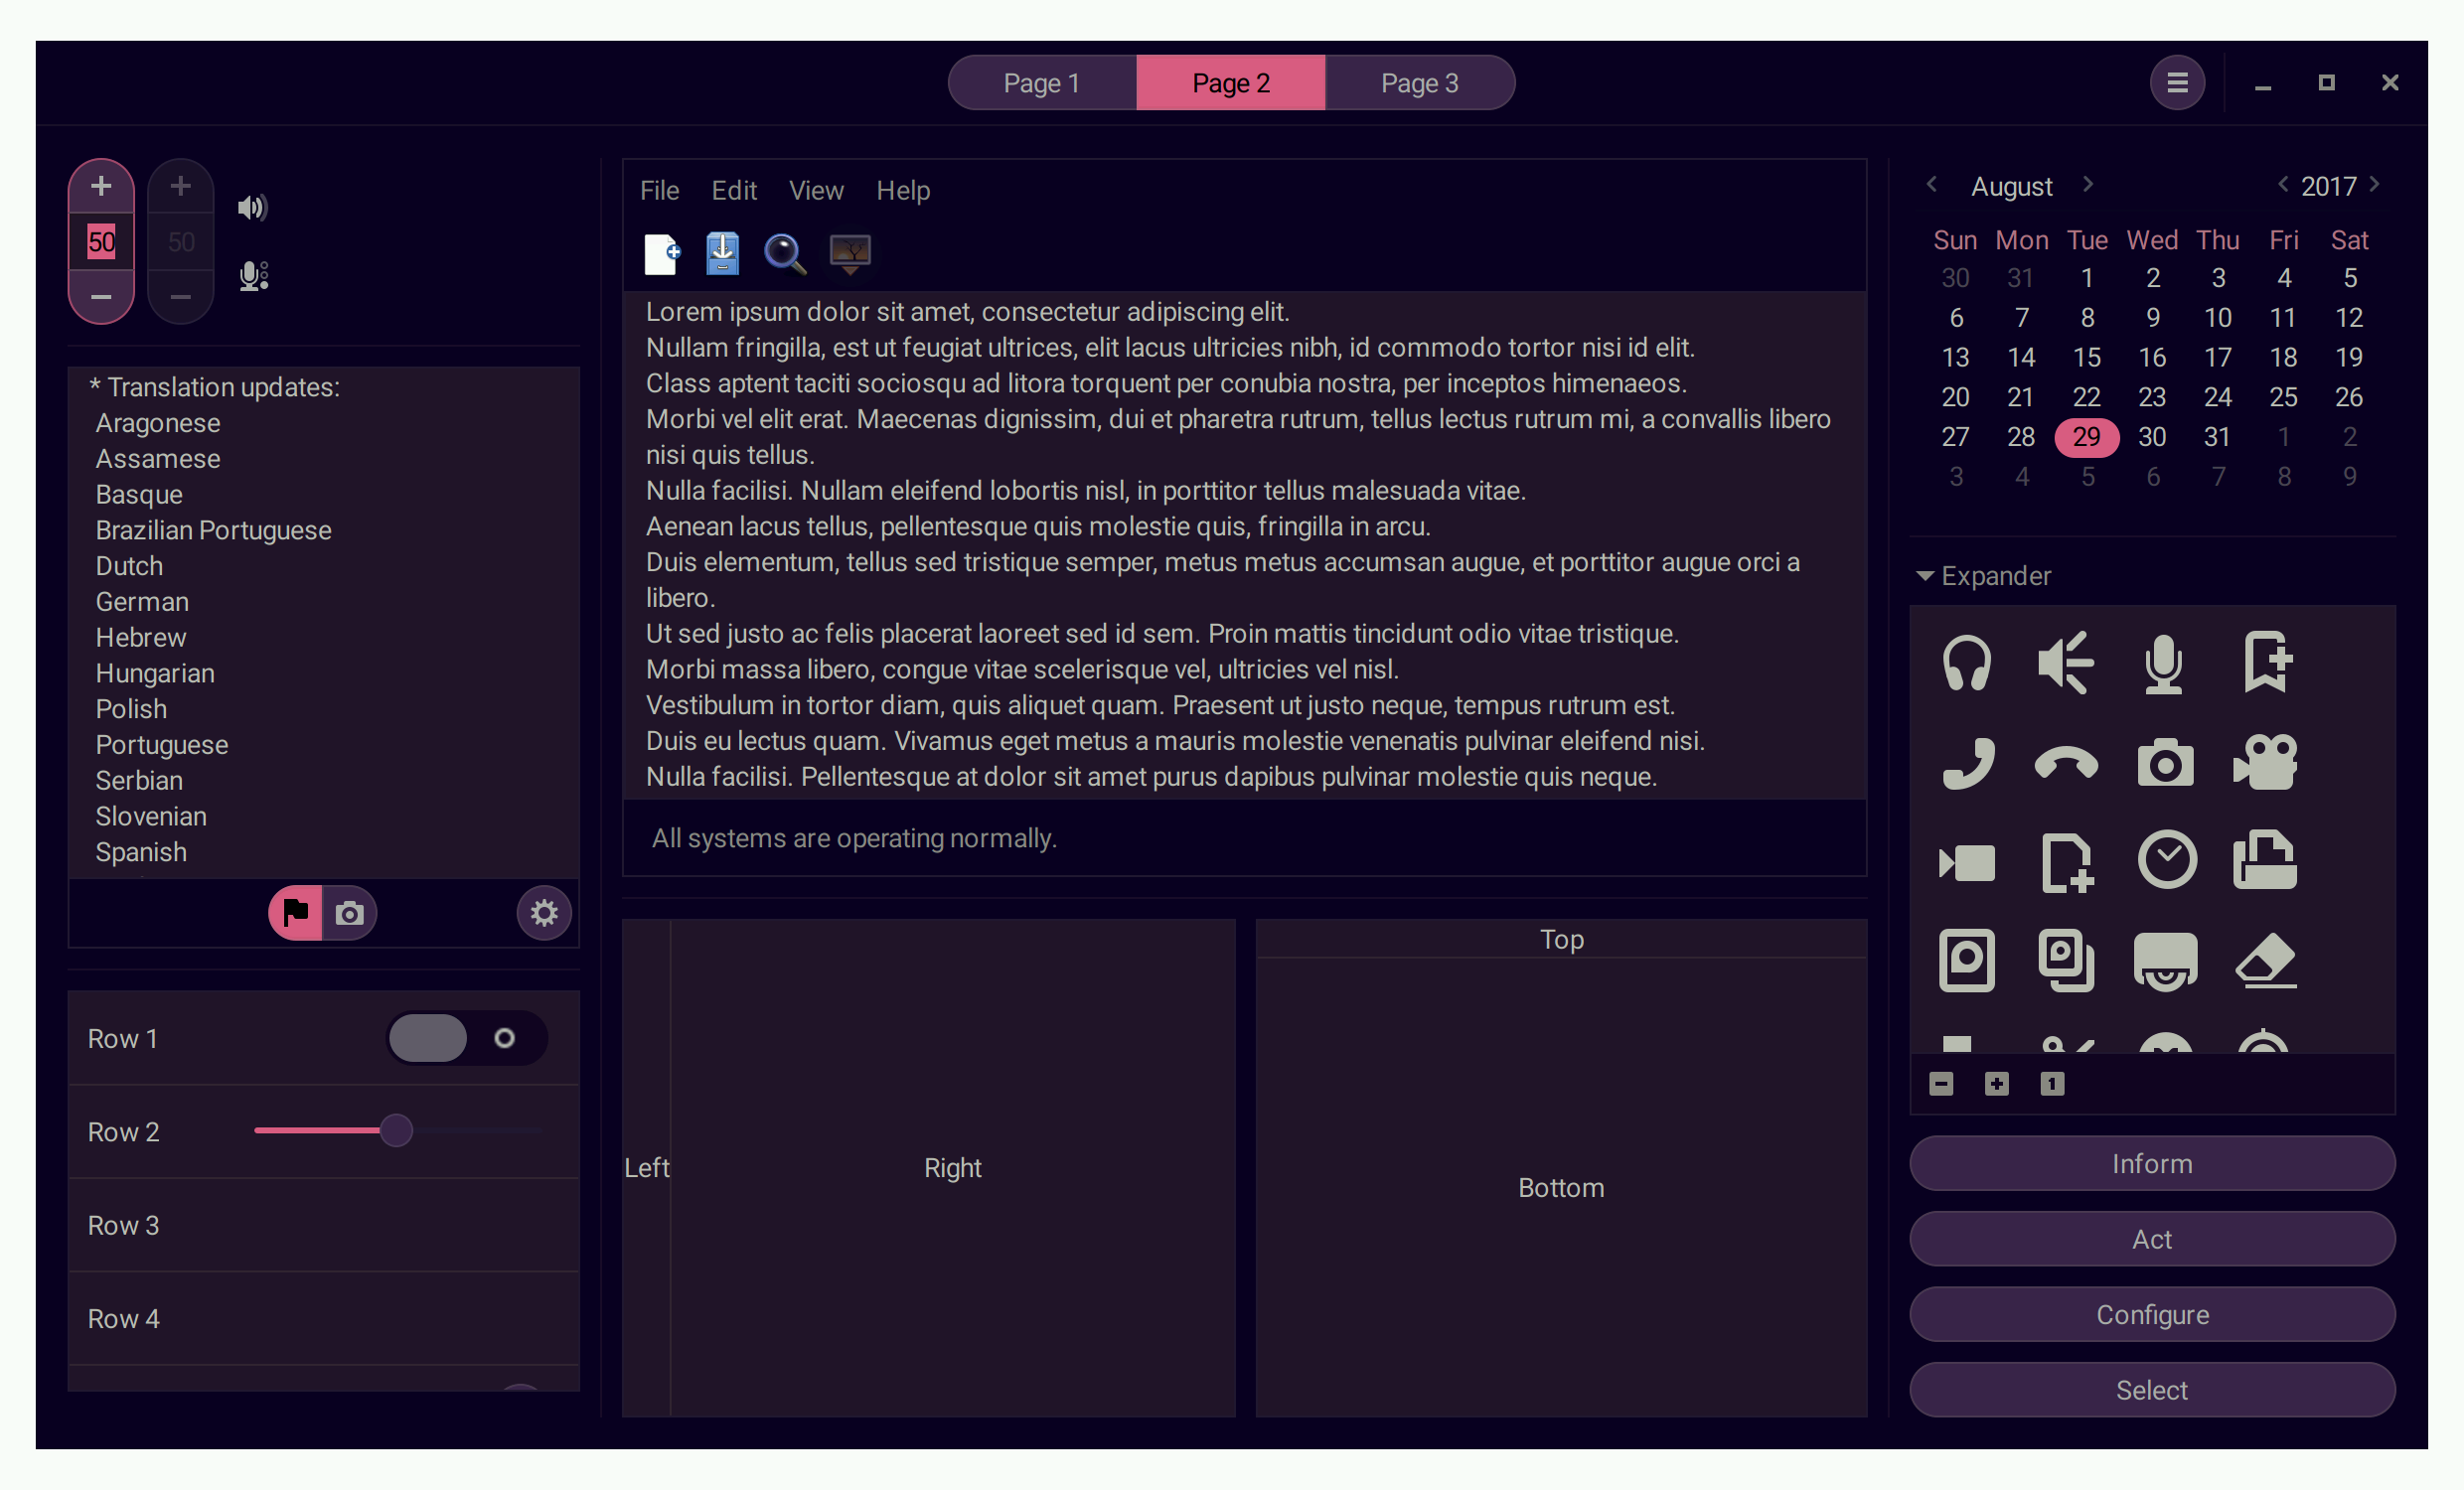 Page 1 Page 2 Page 3
50 50
* Translation updates:
Aragonese
Assamese
Basque
Brazilian Portuguese
Dutch
German
Hebrew
Hungarian
Polish
Portuguese
Serbian
Slovenian
Spanish
Row 1
Row 2
Row 3
Row 4
File Edit View Help
Lorem ipsum dolor sit amet, consectetur adipiscing elit.
Nullam fringilla, est ut feugiat ultrices, elit lacus ultricies nibh, id commodo tortor nisi id elit.
Class aptent taciti sociosqu ad litora torquent per conubia nostra, per inceptos himenaeos.
Morbi vel elit erat. Maecenas dignissim, dui et pharetra rutrum, tellus lectus rutrum mi, a convallis libero
nisi quis tellus.
Nulla facilisi. Nullam eleifend lobortis nisl, in porttitor tellus malesuada vitae.
Aenean lacus tellus, pellentesque quis molestie quis, fringilla in arcu.
Duis elementum, tellus sed tristique semper, metus metus accumsan augue, et porttitor augue orci a
libero.
Ut sed justo ac felis placerat laoreet sed id sem. Proin mattis tincidunt odio vitae tristique.
Morbi massa libero, congue vitae scelerisque vel, ultricies vel nisl.
Vestibulum in tortor diam, quis aliquet quam. Praesent ut justo neque, tempus rutrum est.
Duis eu lectus quam. Vivamus eget metus a mauris molestie venenatis pulvinar eleifend nisi.
Nulla facilisi. Pellentesque at dolor sit amet purus dapibus pulvinar molestie quis neque.
All systems are operating normally.
Left Right
Top
Bottom
August 2017
Sun Mon Tue Wed Thu Fri Sat
30 31 1 2 3 4 5
6 7 8 9 10 11 12
13 14 15 16 17 18 19
20 21 22 23 24 25 26
27 28 29 30 31 1 2
3 4 5 6 7 8 9
Expander
1
Inform
Act
Configure
Select